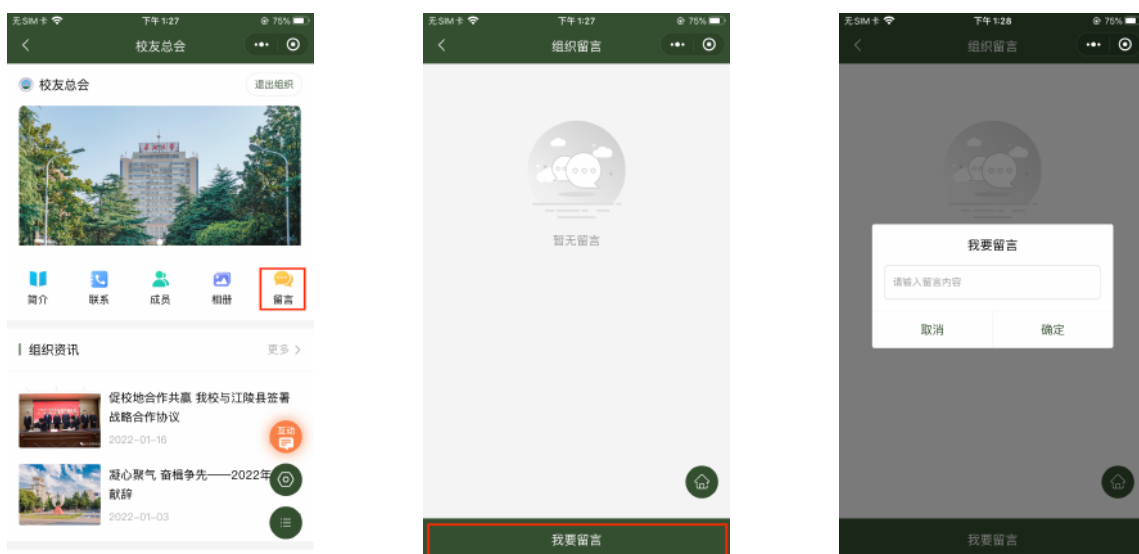 无SIM卡 下午1:27 75%
校友总会
校友总会 退出组织
简介 联系 成员 相册 留言
组织资讯 更多
促校地合作共赢 我校与江陵县签署
战略合作协议
2022-01-16
互动
凝心聚气 奋楫争先——2022年
献辞
2022-01-03
无SIM卡 下午1:27 75%
组织留言
暂无留言
我要留言
无SIM卡 下午1:28 75%
组织留言
我要留言
请输入留言内容
取消 确定
我要留言